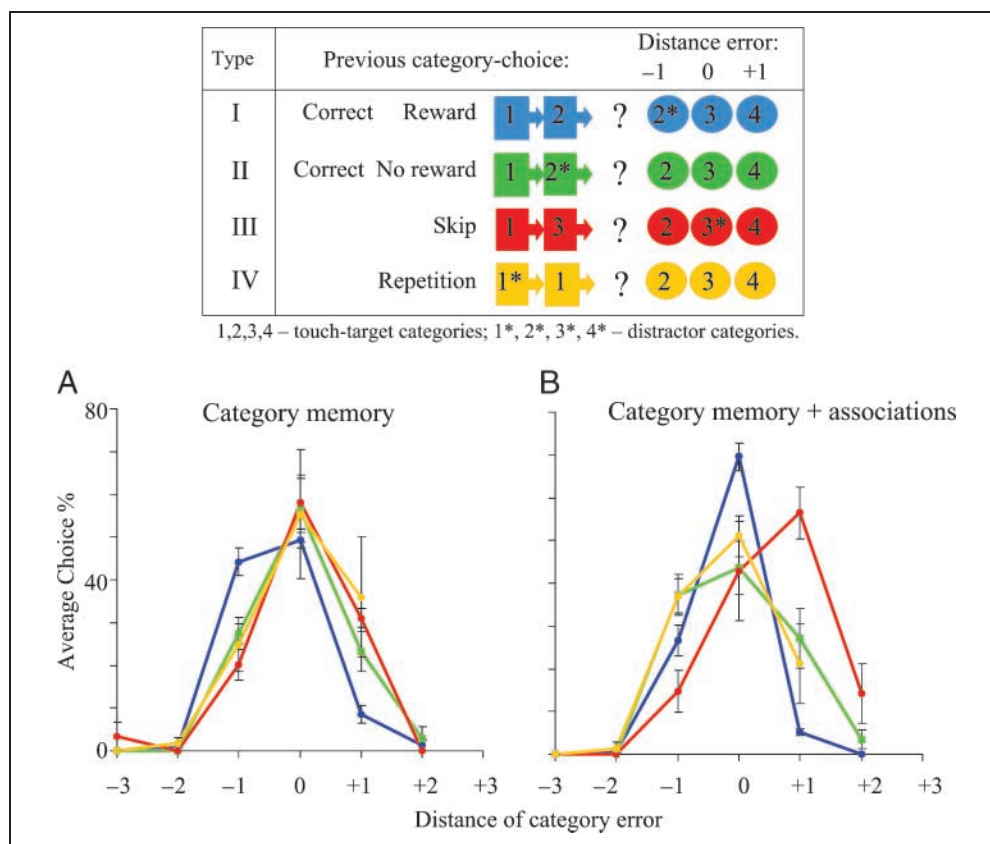 Type Previous category-choice: Distance error:
−1 0 +1
I Correct Reward 1 2 ? 2* 3 4
II Correct No reward 1 2* ? 2 3 4
III Skip 1 3 ? 2 3* 4
IV Repetition 1* 1 ? 2 3 4
1,2,3,4 – touch-target categories; 1*, 2*, 3*, 4* – distractor categories.
A B
Category memory Category memory + associations
80
40
0
Average Choice %
−3 −2 −1 0 +1 +2 +3 −3 −2 −1 0 +1 +2 +3
Distance of category error